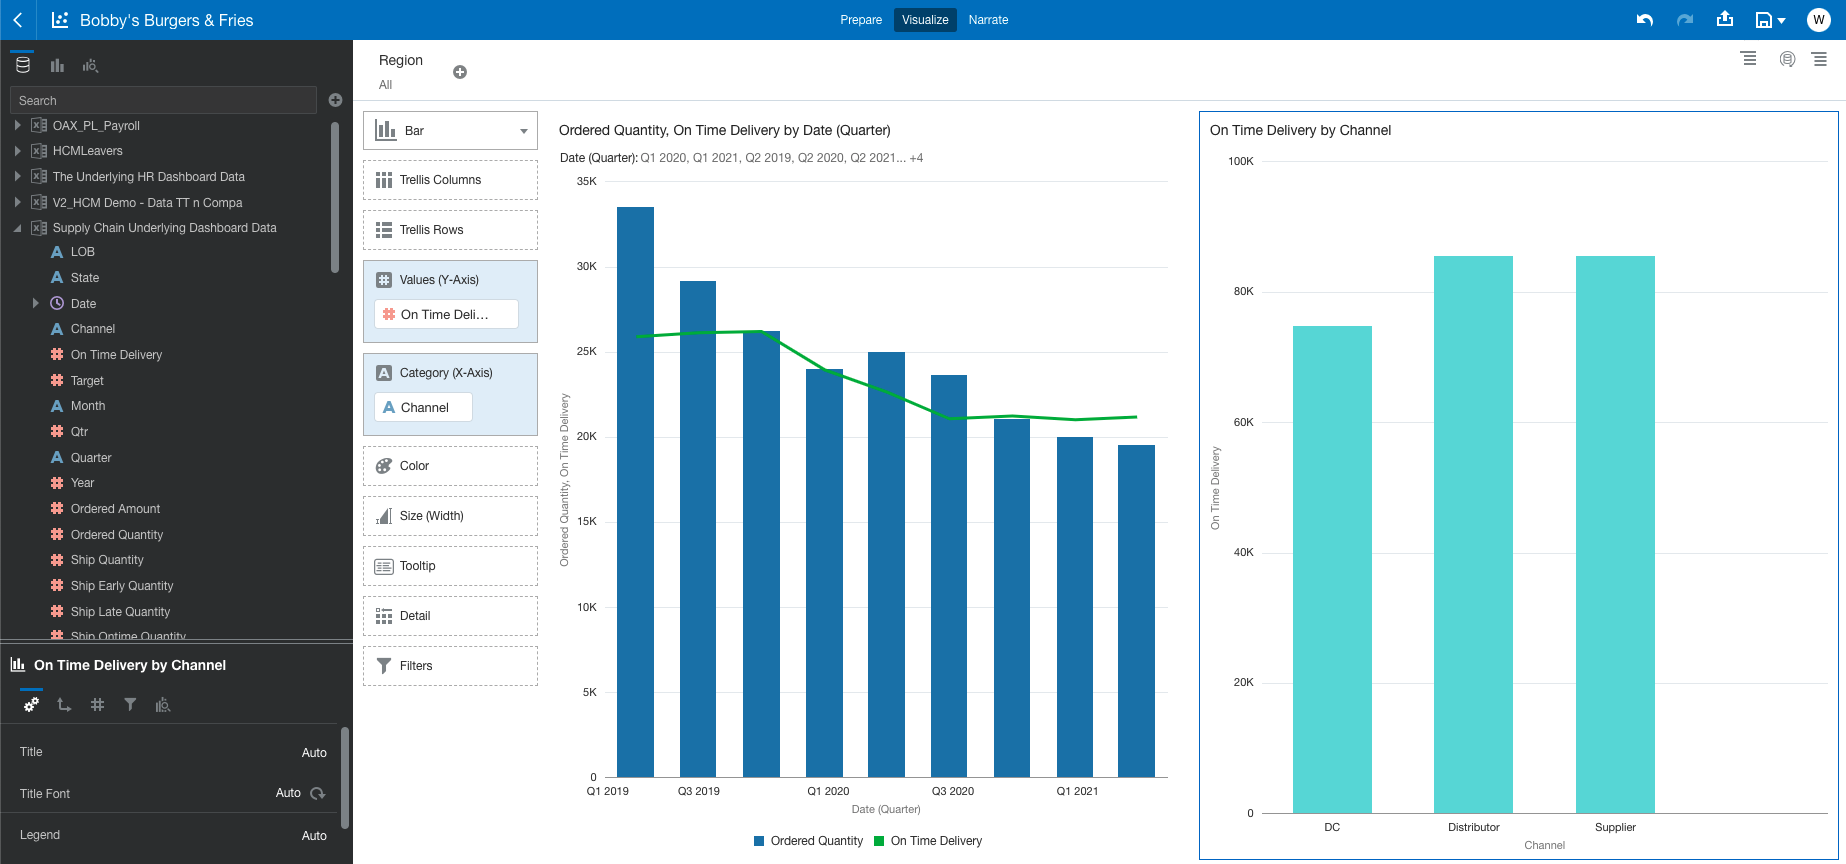 Bobby's Burgers & Fries
Prepare
Visualize
Narrate
W
Search
OAX_PL_Payroll
HCMLeavers
The Underlying HR Dashboard Data
V2_HCM Demo - Data TT n Compa
Supply Chain Underlying Dashboard Data
LOB
State
Date
Channel
On Time Delivery
Target
Month
Qtr
Quarter
Year
Ordered Amount
Ordered Quantity
Ship Quantity
Ship Early Quantity
Ship Late Quantity
Ship Ontime Quantity
On Time Delivery by Channel
Title
Auto
Title Font
Auto
Legend
Auto
Region
All
Bar
Trellis Columns
Trellis Rows
Values (Y-Axis)
On Time Deli...
Category (X-Axis)
Channel
Color
Size (Width)
Tooltip
Detail
Filters
Ordered Quantity, On Time Delivery by Date (Quarter)
Date (Quarter): Q1 2020, Q1 2021, Q2 2019, Q2 2020, Q2 2021... +4
35K
30K
25K
20K
15K
10K
5K
0
Ordered Quantity, On Time Delivery
Q1 2019
Q3 2019
Q1 2020
Q3 2020
Q1 2021
Date (Quarter)
Ordered Quantity
On Time Delivery
On Time Delivery by Channel
100K
80K
60K
40K
20K
0
On Time Delivery
DC
Distributor
Supplier
Channel